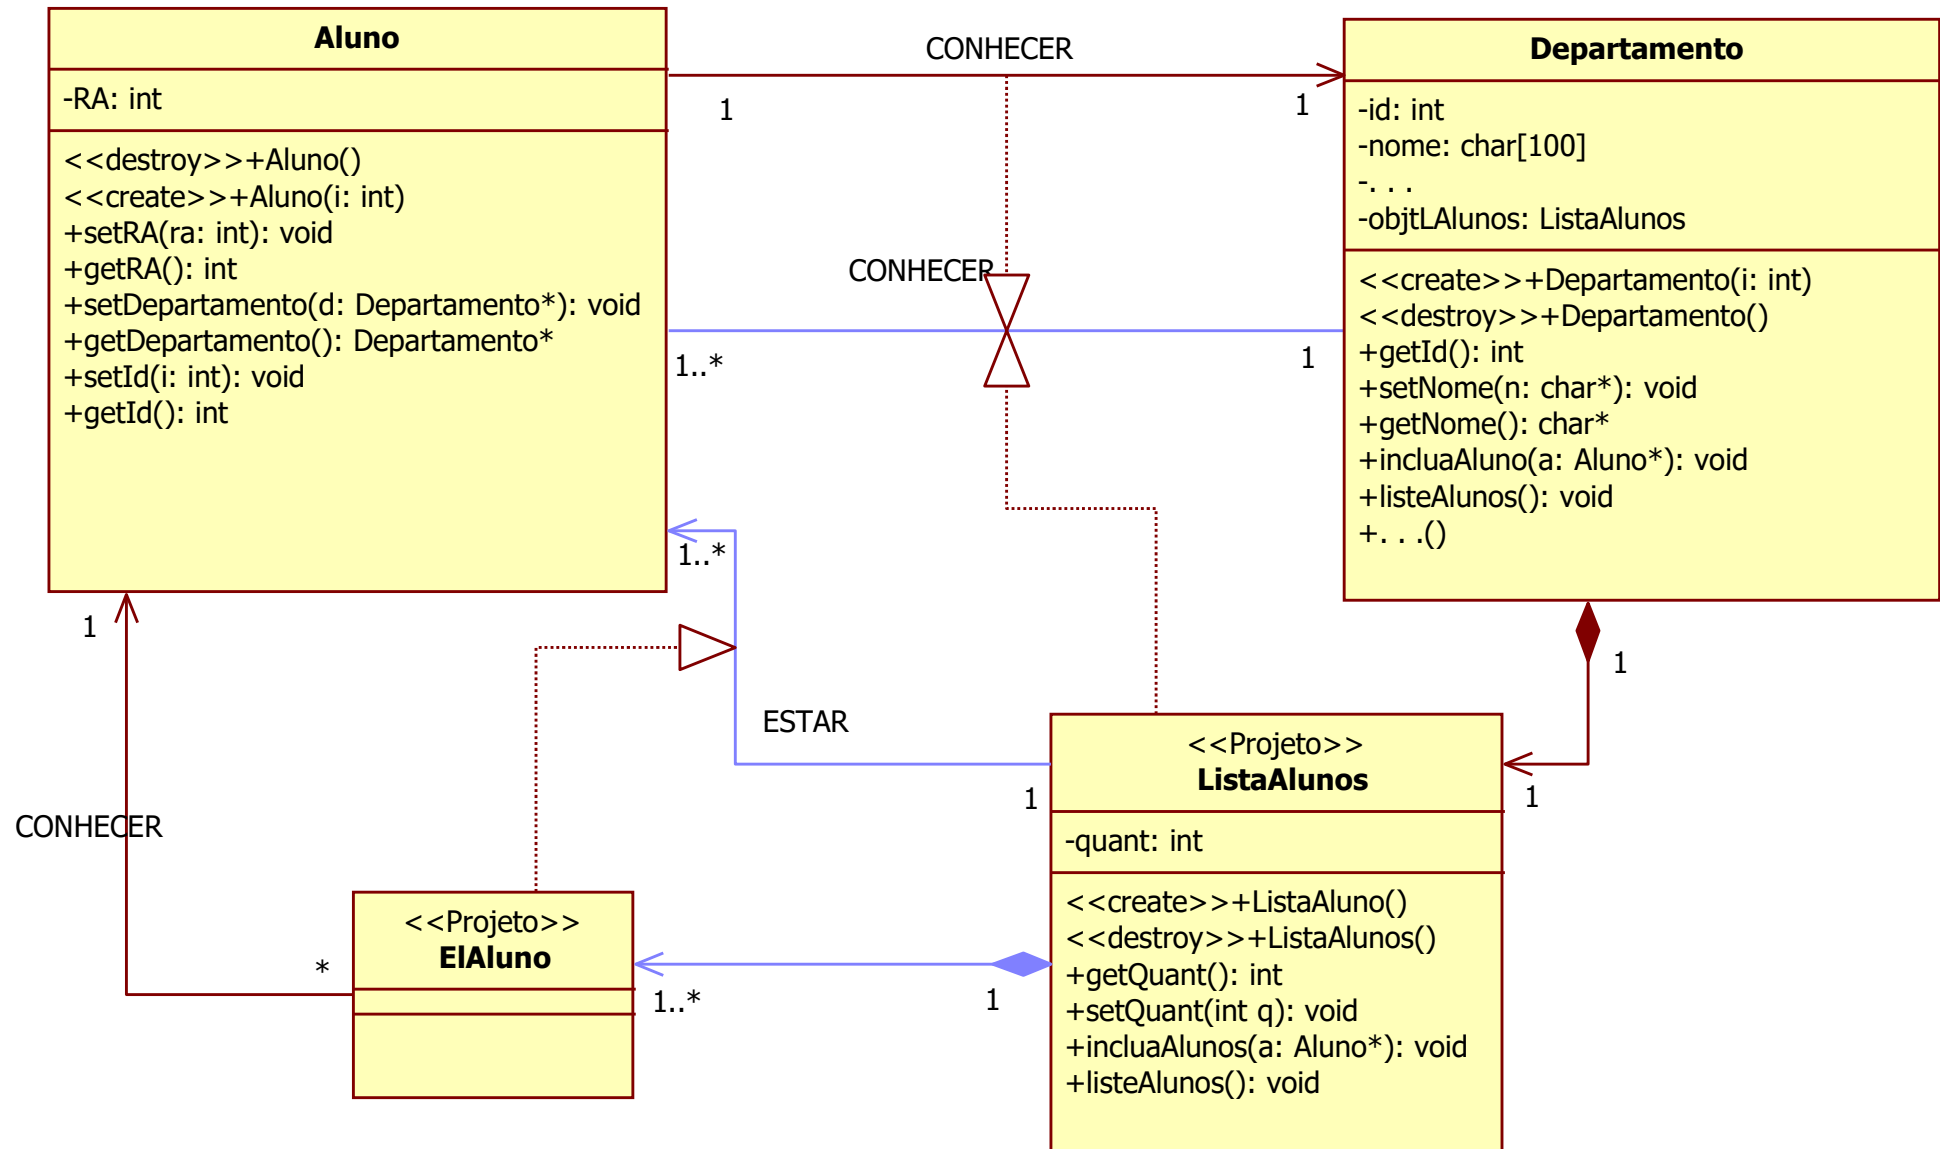 Aluno
-RA: int
<<destroy>>+Aluno()
<<create>>+Aluno(i: int)
+setRA(ra: int): void
+getRA(): int
+setDepartamento(d: Departamento*): void
+getDepartamento(): Departamento*
+setId(i: int): void
+getId(): int
CONHECER
1
1
Departamento
-id: int
-nome: char[100]
-. . .
-objtLAlunos: ListaAlunos
<<create>>+Departamento(i: int)
<<destroy>>+Departamento()
+getId(): int
+setNome(n: char*): void
+getNome(): char*
+incluaAluno(a: Aluno*): void
+listeAlunos(): void
+. . .()
CONHECER
1..*
1
1..*
1
1
ESTAR
1
1
CONHECER
*
<<Projeto>>
ElAluno
1..*
1
<<Projeto>>
ListaAlunos
-quant: int
<<create>>+ListaAluno()
<<destroy>>+ListaAlunos()
+getQuant(): int
+setQuant(int q): void
+incluaAlunos(a: Aluno*): void
+listeAlunos(): void